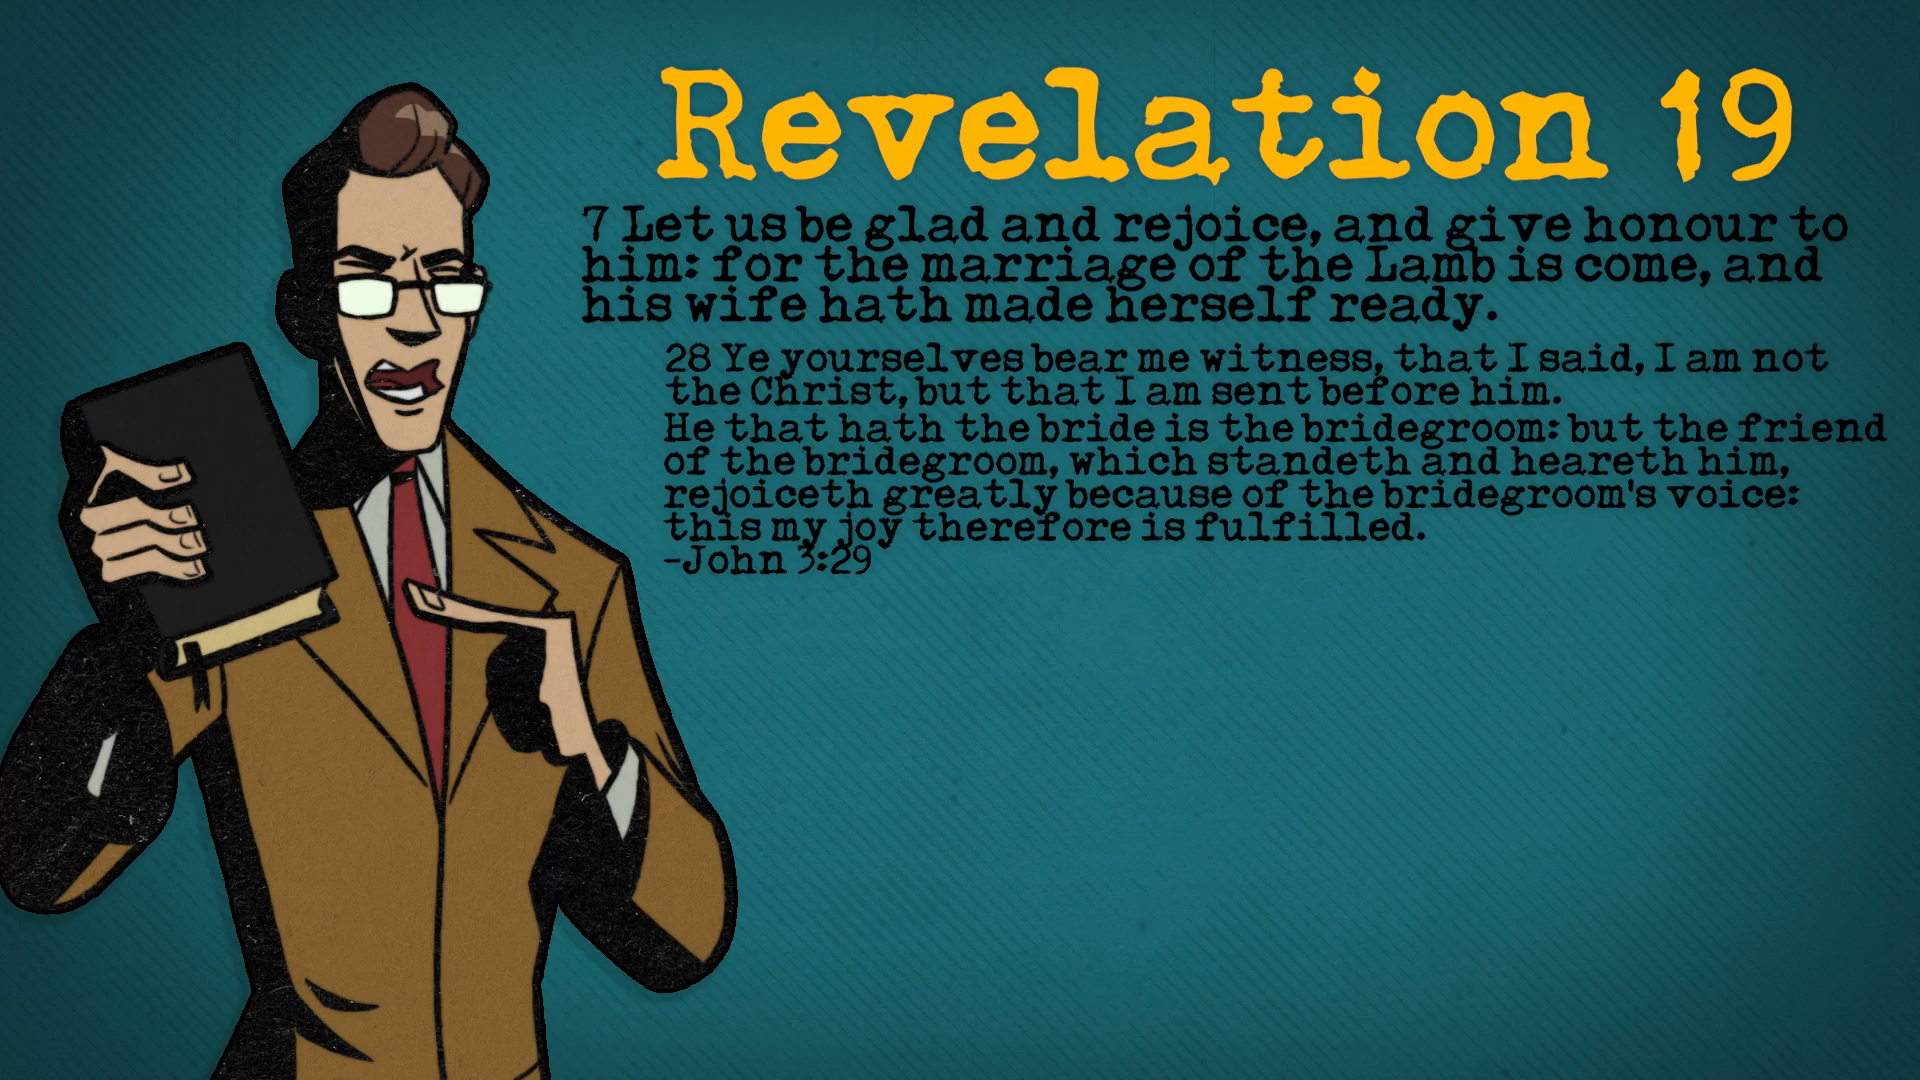 Revelation 19
7 Let us be glad and rejoice, and give honour to
him: for the marriage of the Lamb is come, and
his wife hath made herself ready.
28 Ye yourselves bear me witness, that I said, I am not
the Christ, but that I am sent before him.
He that hath the bride is the bridegroom: but the friend
of the bridegroom, which standeth and heareth him,
rejoiceth greatly because of the bridegroom's voice:
this my joy therefore is fulfilled.
-John 3:29